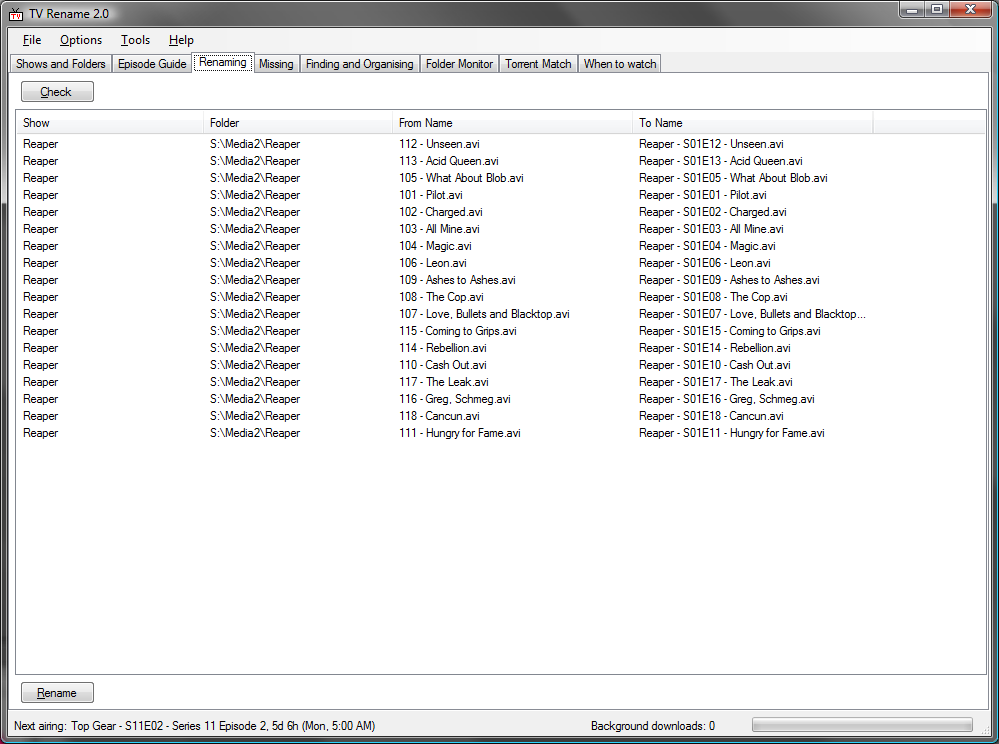 TV Rename 2.0
File Options Tools Help
Shows and Folders Episode Guide Renaming Missing Finding and Organising Folder Monitor Torrent Match When to watch
Check
Show Folder From Name To Name
Reaper S:\Media2\Reaper 112 - Unseen.avi Reaper - S01E12 - Unseen.avi
Reaper S:\Media2\Reaper 113 - Acid Queen.avi Reaper - S01E13 - Acid Queen.avi
Reaper S:\Media2\Reaper 105 - What About Blob.avi Reaper - S01E05 - What About Blob.avi
Reaper S:\Media2\Reaper 101 - Pilot.avi Reaper - S01E01 - Pilot.avi
Reaper S:\Media2\Reaper 102 - Charged.avi Reaper - S01E02 - Charged.avi
Reaper S:\Media2\Reaper 103 - All Mine.avi Reaper - S01E03 - All Mine.avi
Reaper S:\Media2\Reaper 104 - Magic.avi Reaper - S01E04 - Magic.avi
Reaper S:\Media2\Reaper 106 - Leon.avi Reaper - S01E06 - Leon.avi
Reaper S:\Media2\Reaper 109 - Ashes to Ashes.avi Reaper - S01E09 - Ashes to Ashes.avi
Reaper S:\Media2\Reaper 108 - The Cop.avi Reaper - S01E08 - The Cop.avi
Reaper S:\Media2\Reaper 107 - Love, Bullets and Blacktop.avi Reaper - S01E07 - Love, Bullets and Blacktop...
Reaper S:\Media2\Reaper 115 - Coming to Grips.avi Reaper - S01E15 - Coming to Grips.avi
Reaper S:\Media2\Reaper 114 - Rebellion.avi Reaper - S01E14 - Rebellion.avi
Reaper S:\Media2\Reaper 110 - Cash Out.avi Reaper - S01E10 - Cash Out.avi
Reaper S:\Media2\Reaper 117 - The Leak.avi Reaper - S01E17 - The Leak.avi
Reaper S:\Media2\Reaper 116 - Greg, Schmeg.avi Reaper - S01E16 - Greg, Schmeg.avi
Reaper S:\Media2\Reaper 118 - Cancun.avi Reaper - S01E18 - Cancun.avi
Reaper S:\Media2\Reaper 111 - Hungry for Fame.avi Reaper - S01E11 - Hungry for Fame.avi
Rename
Next airing: Top Gear - S11E02 - Series 11 Episode 2, 5d 6h (Mon, 5:00 AM) Background downloads: 0